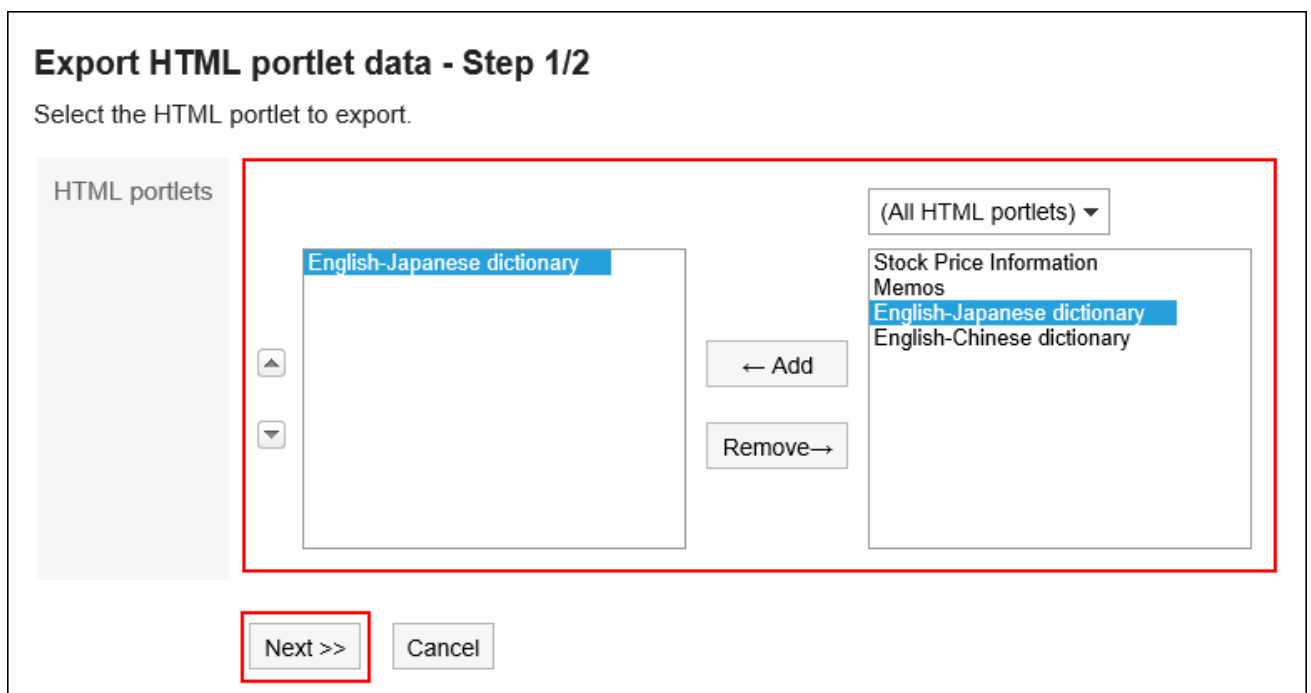 Export HTML portlet data - Step 1/2
Select the HTML portlet to export.
HTML portlets
(All HTML portlets)
English-Japanese dictionary
← Add
Remove→
Stock Price Information
Memos
English-Japanese dictionary
English-Chinese dictionary
Next >>
Cancel